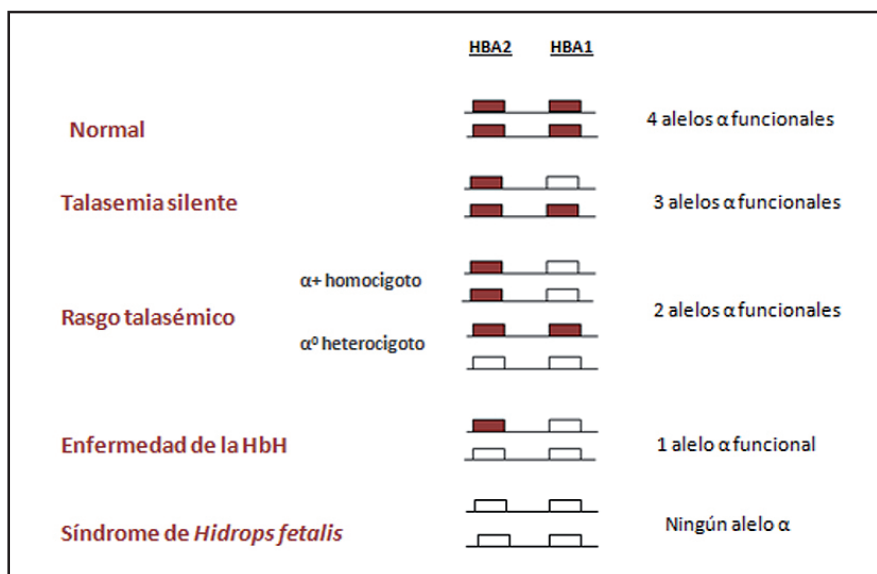 HBA2 HBA1
Normal 4 alelos α funcionales
Talasemia silente 3 alelos α funcionales
α+ homocigoto
Rasgo talasémico 2 alelos α funcionales
α⁰ heterocigoto
Enfermedad de la HbH 1 alelo α funcional
Síndrome de Hidrops fetalis Ningún alelo α